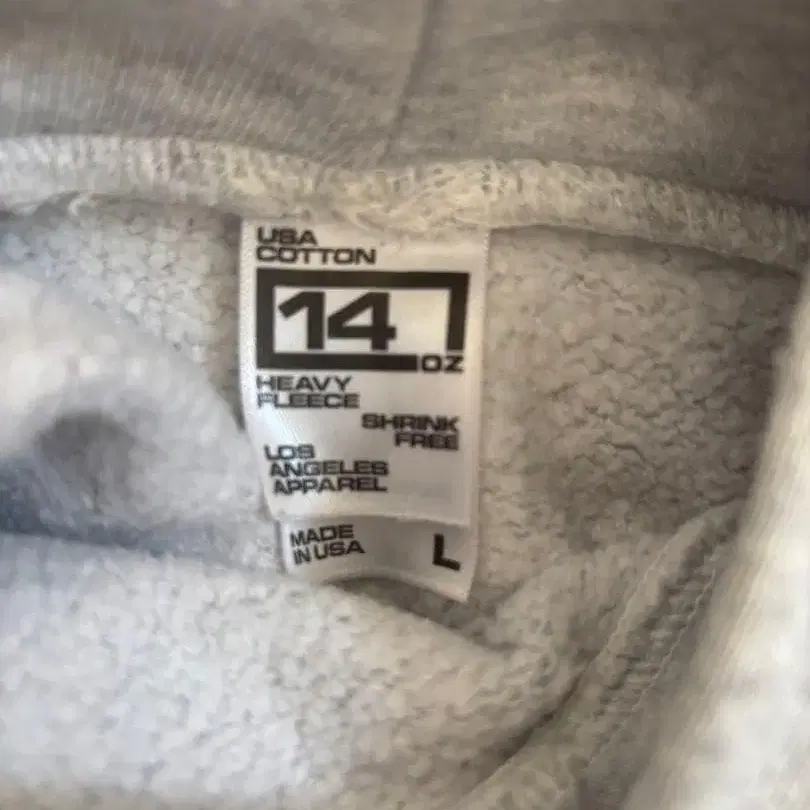 USA
COTTON
14
OZ
HEAVY
FLEECE
SHRINK
FREE
LOS
ANGELES
APPAREL
MADE
IN USA
L